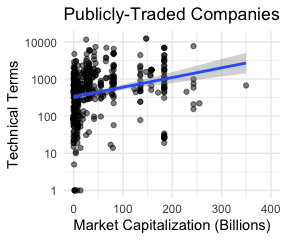 Publicly-Traded Companies
10000
1000
100
10
1
Technical Terms
0 100 200 300 400
Market Capitalization (Billions)